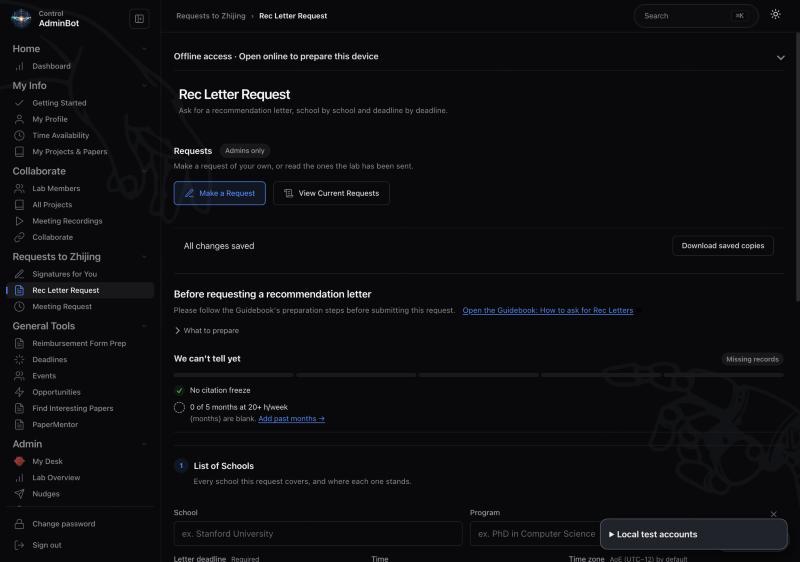 Control
AdminBot
Home
Dashboard
My Info
Getting Started
My Profile
Time Availability
My Projects & Papers
Collaborate
Lab Members
All Projects
Meeting Recordings
Collaborate
Requests to Zhijing
Signatures for You
Rec Letter Request
Meeting Request
General Tools
Reimbursement Form Prep
Deadlines
Events
Opportunities
Find Interesting Papers
PaperMentor
Admin
My Desk
Lab Overview
Nudges
Change password
Sign out
Requests to Zhijing › Rec Letter Request
Search ⌘K
Offline access · Open online to prepare this device
Rec Letter Request
Ask for a recommendation letter, school by school and deadline by deadline.
Requests Admins only
Make a request of your own, or read the ones the lab has been sent.
Make a Request View Current Requests
All changes saved Download saved copies
Before requesting a recommendation letter
Please follow the Guidebook's preparation steps before submitting this request. Open the Guidebook: How to ask for Rec Letters
What to prepare
We can't tell yet Missing records
No citation freeze
0 of 5 months at 20+ h/week
{months} are blank. Add past months →
1 List of Schools
Every school this request covers, and where each one stands.
School Program
ex. Stanford University ex. PhD in Computer Science
Local test accounts
Letter deadline Required Time Time zone AoE (UTC−12) by default